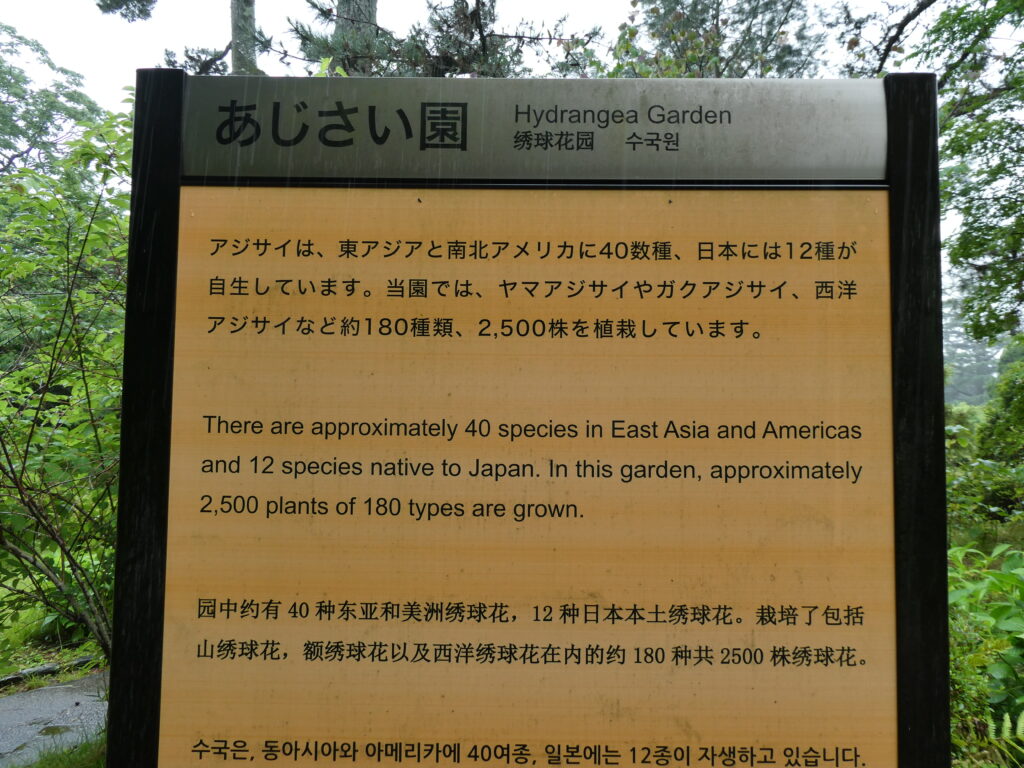 あじさい園
Hydrangea Garden
绣球花园 수국원
アジサイは、東アジアと南北アメリカに40数種、日本には12種が
自生しています。当園では、ヤマアジサイやガクアジサイ、西洋
アジサイなど約180種類、2,500株を植栽しています。
There are approximately 40 species in East Asia and Americas
and 12 species native to Japan. In this garden, approximately
2,500 plants of 180 types are grown.
园中约有 40 种东亚和美洲绣球花，12 种日本本土绣球花。栽培了包括
山绣球花，额绣球花以及西洋绣球花在内的约 180 种共 2500 株绣球花。
수국은, 동아시아와 아메리카에 40여종, 일본에는 12종이 자생하고 있습니다.